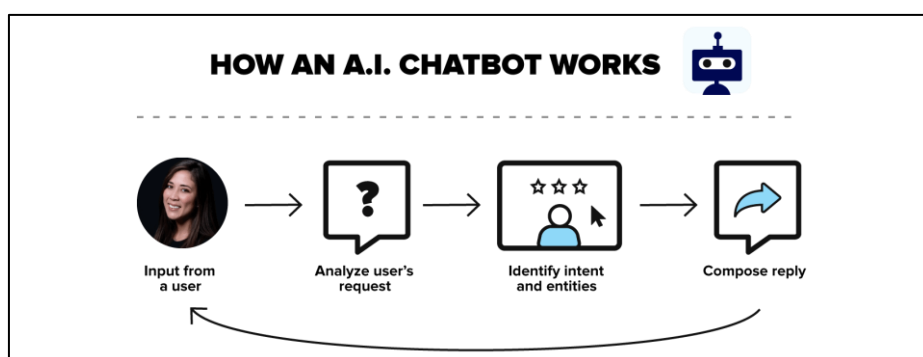 HOW AN A.I. CHATBOT WORKS
?
Input from
a user
Analyze user's
request
Identify intent
and entities
Compose reply